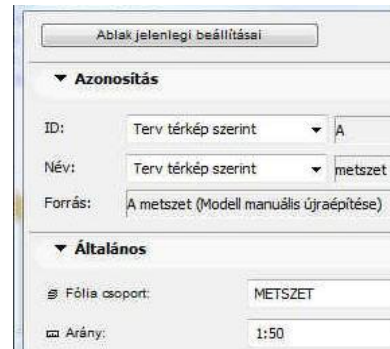 Ablak jelenlegi beállításai
Azonosítás
ID: Terv térkép szerint A
Név: Terv térkép szerint metszet
Forrás: A metszet (Modell manuális újraépítése)
Általános
Fólia csoport: METSZET
Arány: 1:50